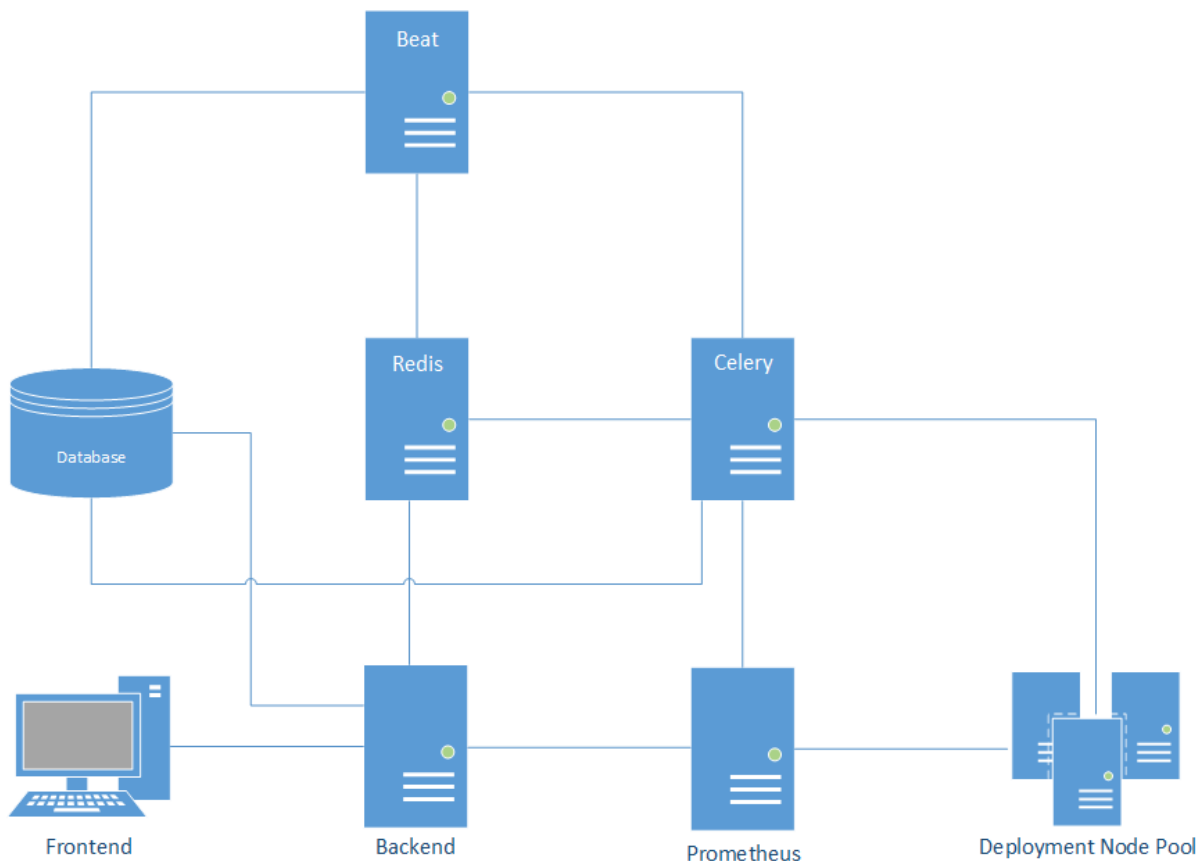 Beat
Redis
Celery
Database
Frontend
Backend
Prometheus
Deployment Node Pool